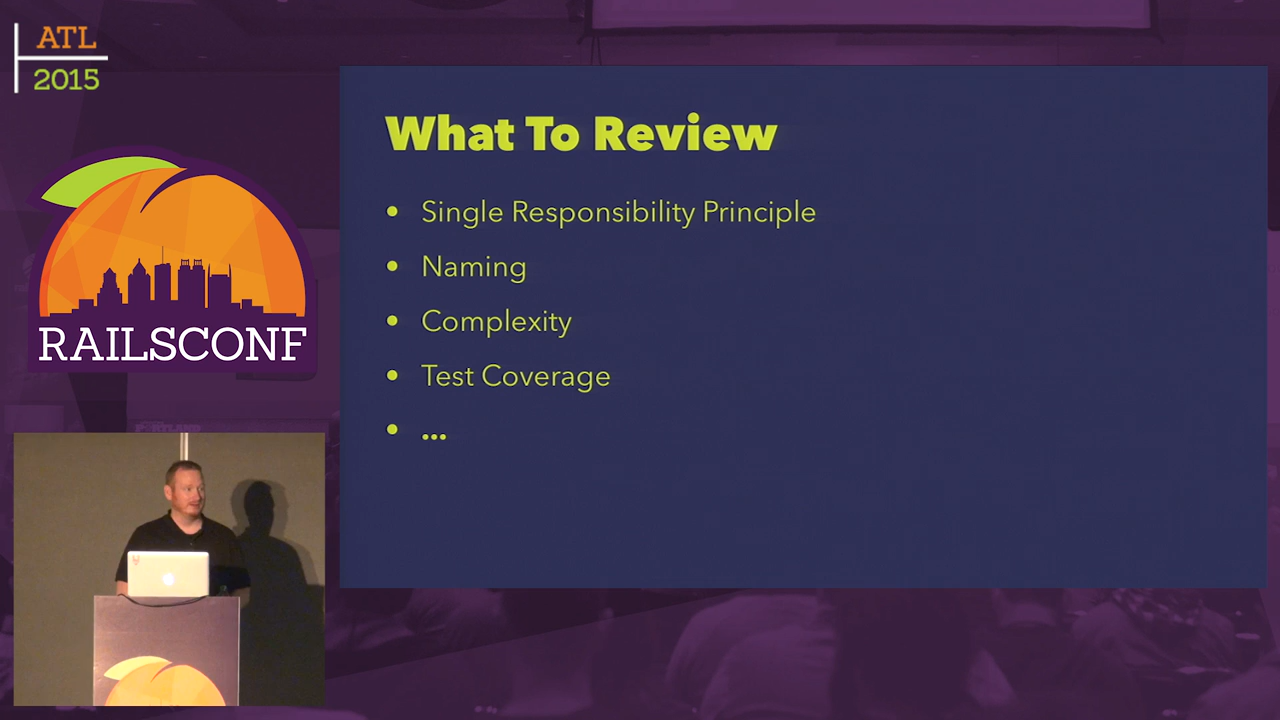 ATL
2015
RAILSCONF
What To Review
• Single Responsibility Principle
• Naming
• Complexity
• Test Coverage
• ...